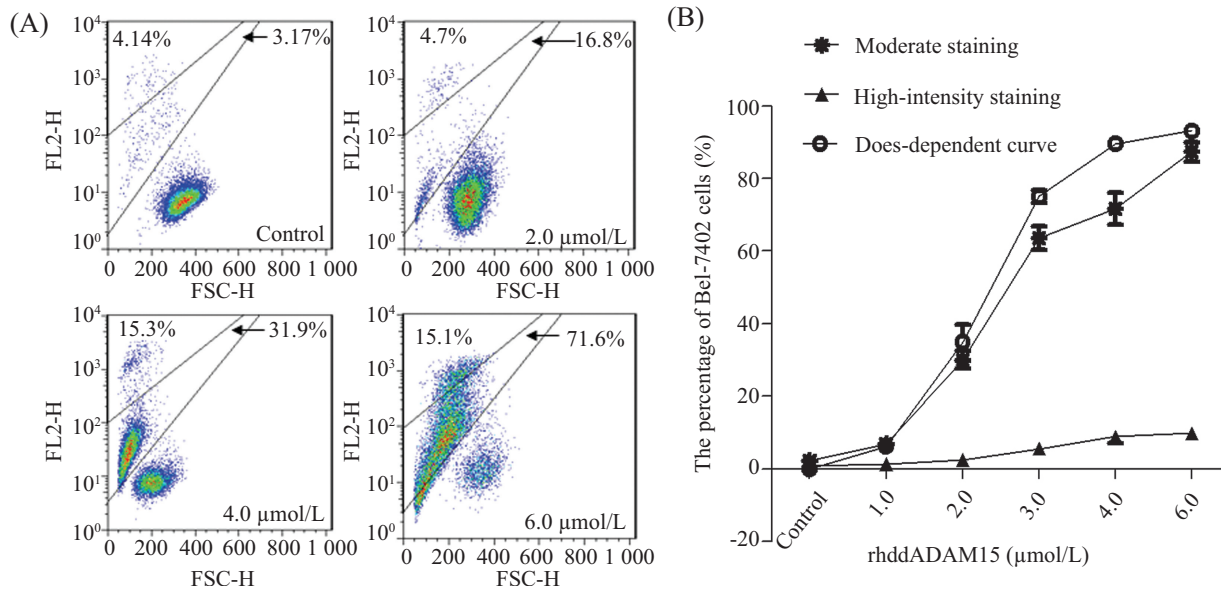 (A)
4.14%
3.17%
10⁴
10³
10²
10¹
10⁰
FL2-H
Control
0 200 400 600 800 1 000
FSC-H
4.7%
16.8%
10⁴
10³
10²
10¹
10⁰
FL2-H
2.0 µmol/L
0 200 400 600 800 1 000
FSC-H
15.3%
31.9%
10⁴
10³
10²
10¹
10⁰
FL2-H
4.0 µmol/L
0 200 400 600 800 1 000
FSC-H
15.1%
71.6%
10⁴
10³
10²
10¹
10⁰
FL2-H
6.0 µmol/L
0 200 400 600 800 1 000
FSC-H
(B)
Moderate staining
High-intensity staining
Does-dependent curve
The percentage of Bel-7402 cells (%)
100
80
60
40
20
0
-20
Control 1.0 2.0 3.0 4.0 6.0
rhddADAM15 (µmol/L)